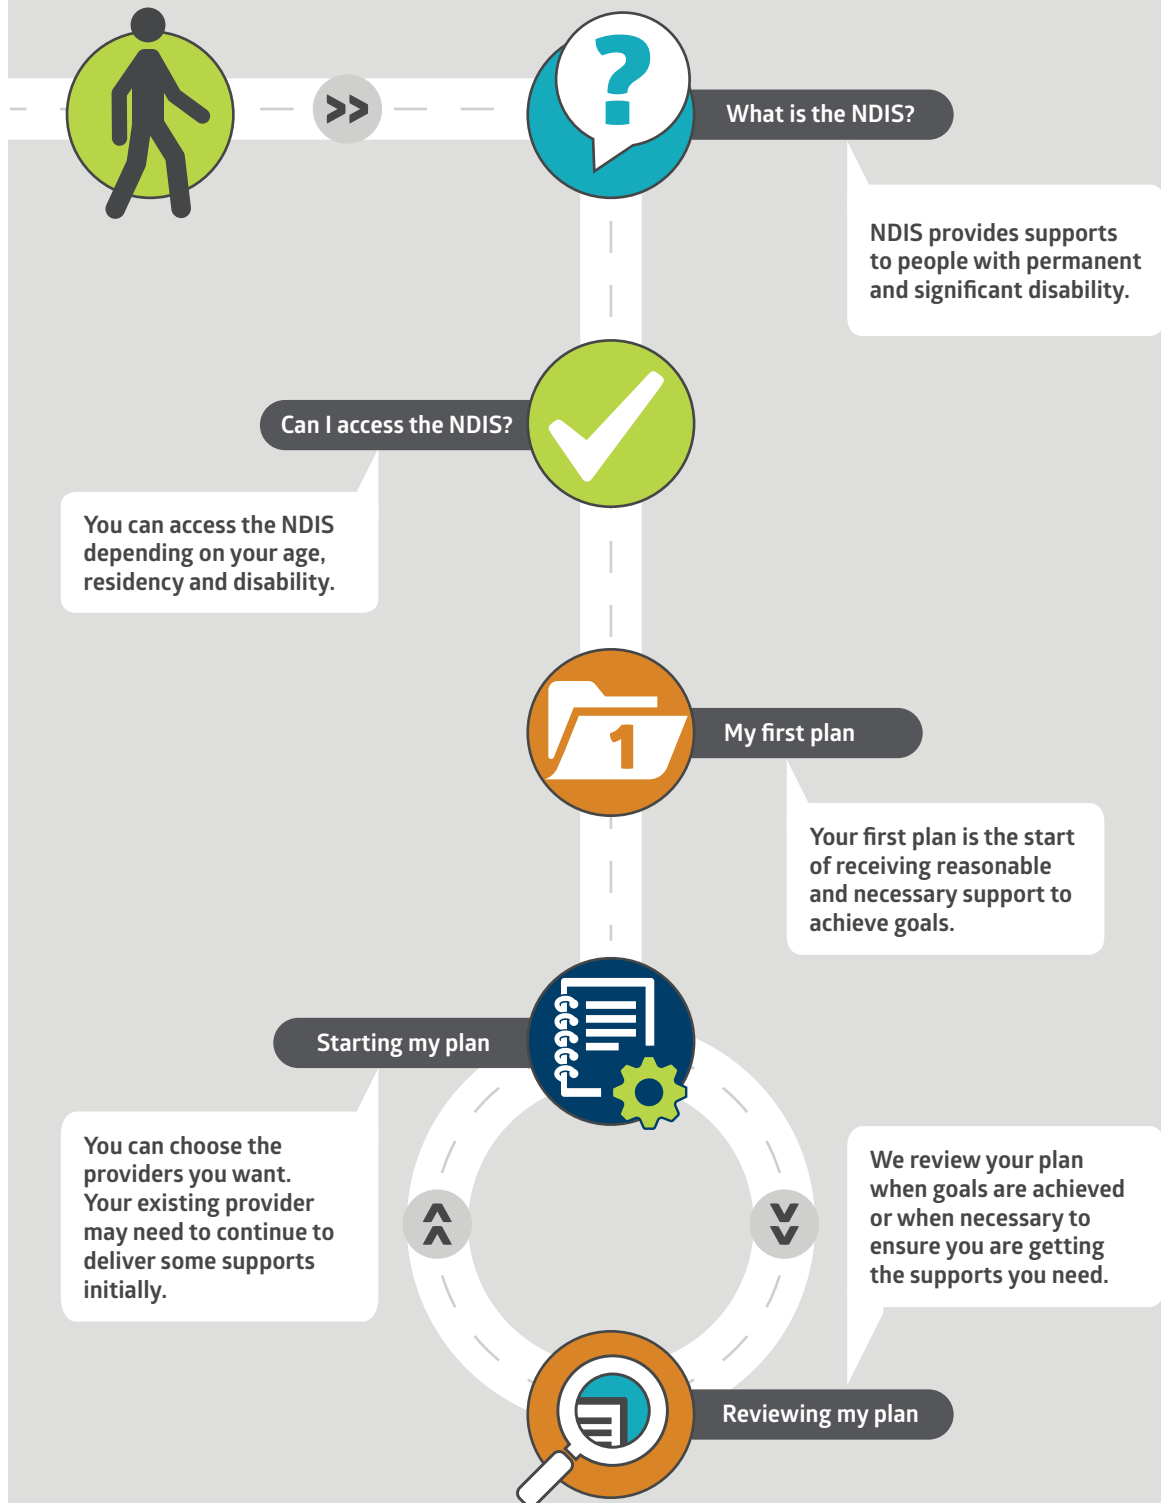 What is the NDIS?
NDIS provides supports
to people with permanent
and significant disability.
Can I access the NDIS?
You can access the NDIS
depending on your age,
residency and disability.
1
My first plan
Your first plan is the start
of receiving reasonable
and necessary support to
achieve goals.
Starting my plan
You can choose the
providers you want.
Your existing provider
may need to continue to
deliver some supports
initially.
We review your plan
when goals are achieved
or when necessary to
ensure you are getting
the supports you need.
Reviewing my plan